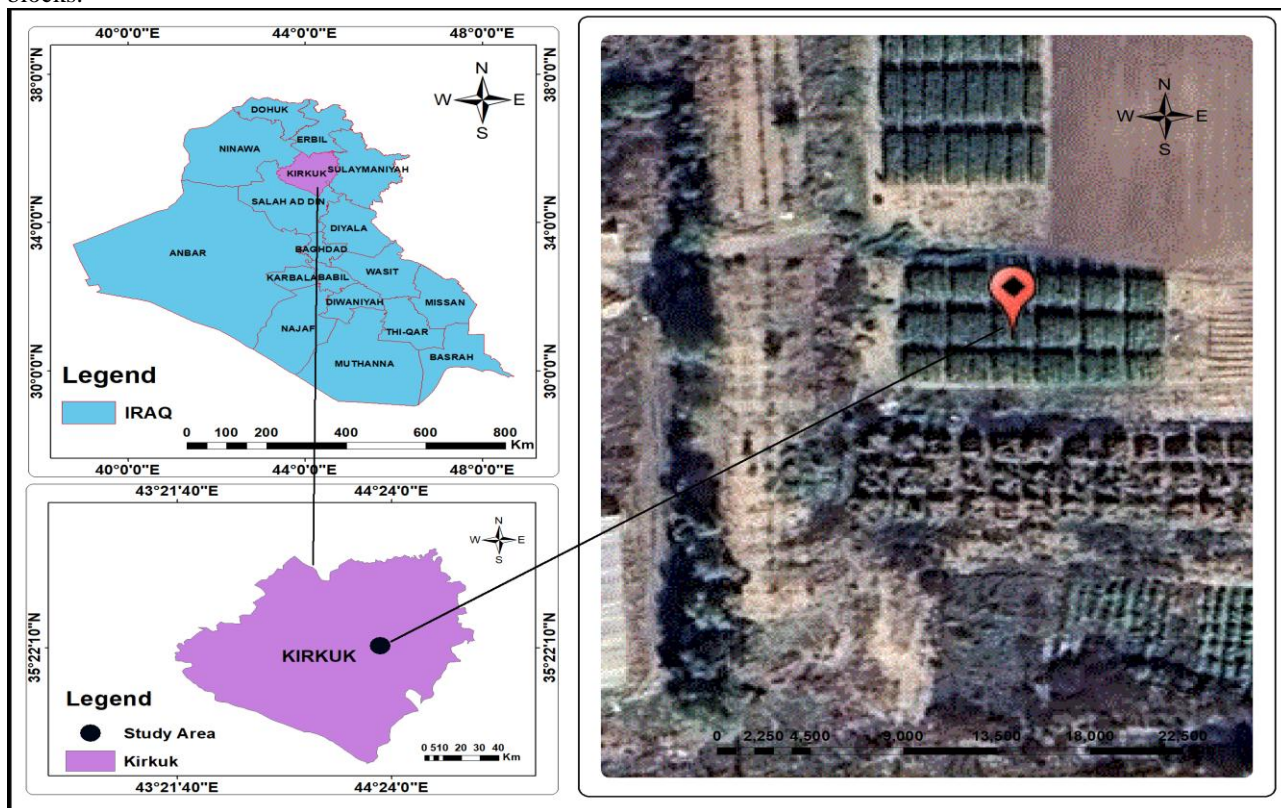 blocks.
40°0'0"E 44°0'0"E 48°0'0"E
38°0'0"N 38°0'0"N
N
W E
S
DOHUK
ERBIL
NINAWA
KIRKUK SULAYMANIYAH
SALAH AD DIN
34°0'0"N 34°0'0"N
DIYALA
BAGHDAD
ANBAR
WASIT
KARBALA BABIL
DIWANIYAH MISSAN
NAJAF THI-QAR
BASRAH
MUTHANNA
30°0'0"N 30°0'0"N
Legend
IRAQ
0 100 200 400 600 800
Km
40°0'0"E 44°0'0"E 48°0'0"E
43°21'40"E 44°24'0"E
N
W E
S
35°22'10"N 35°22'10"N
KIRKUK
Legend
Study Area
Kirkuk
0 5 10 20 30 40
Km
43°21'40"E 44°24'0"E
N
W E
S
0 2,250 4,500 9,000 13,500 18,000 22,500